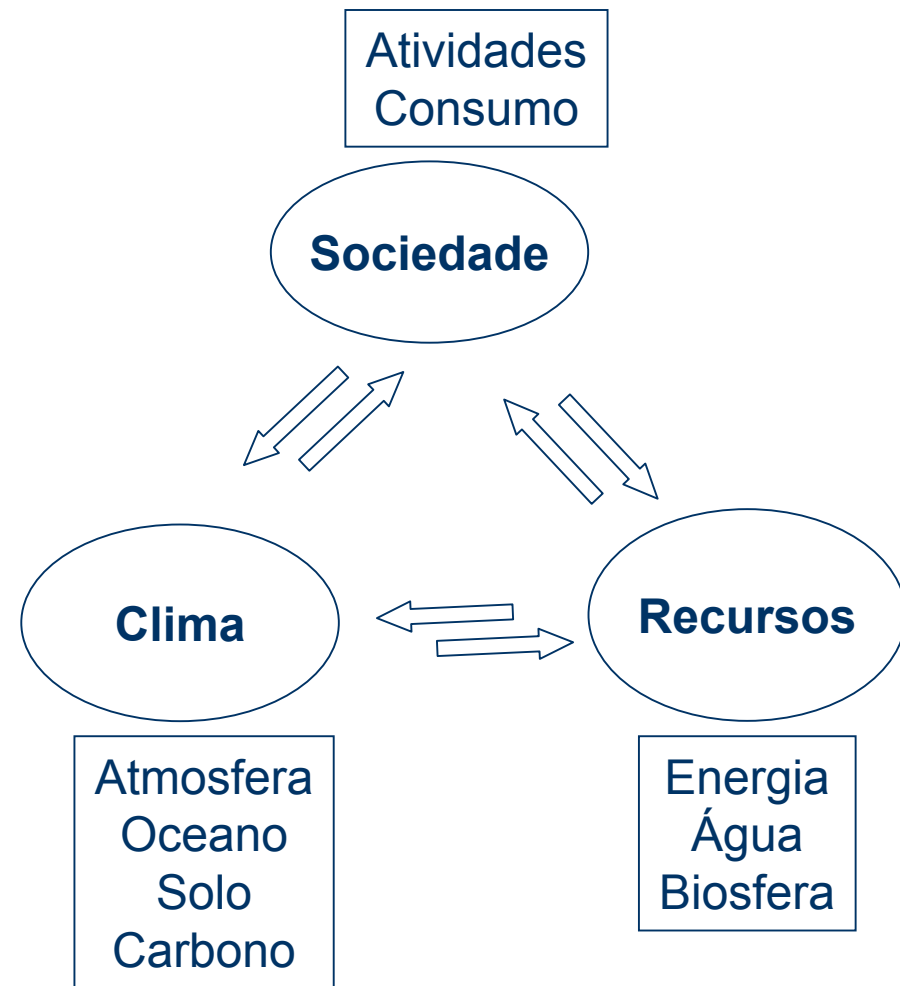 Atividades
Consumo
Sociedade
Clima
Recursos
Atmosfera
Oceano
Solo
Carbono
Energia
Água
Biosfera